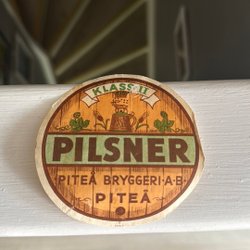 KLASS II
PILSNER
PITEÅ BRYGGERI·A·B·
PITEÅ